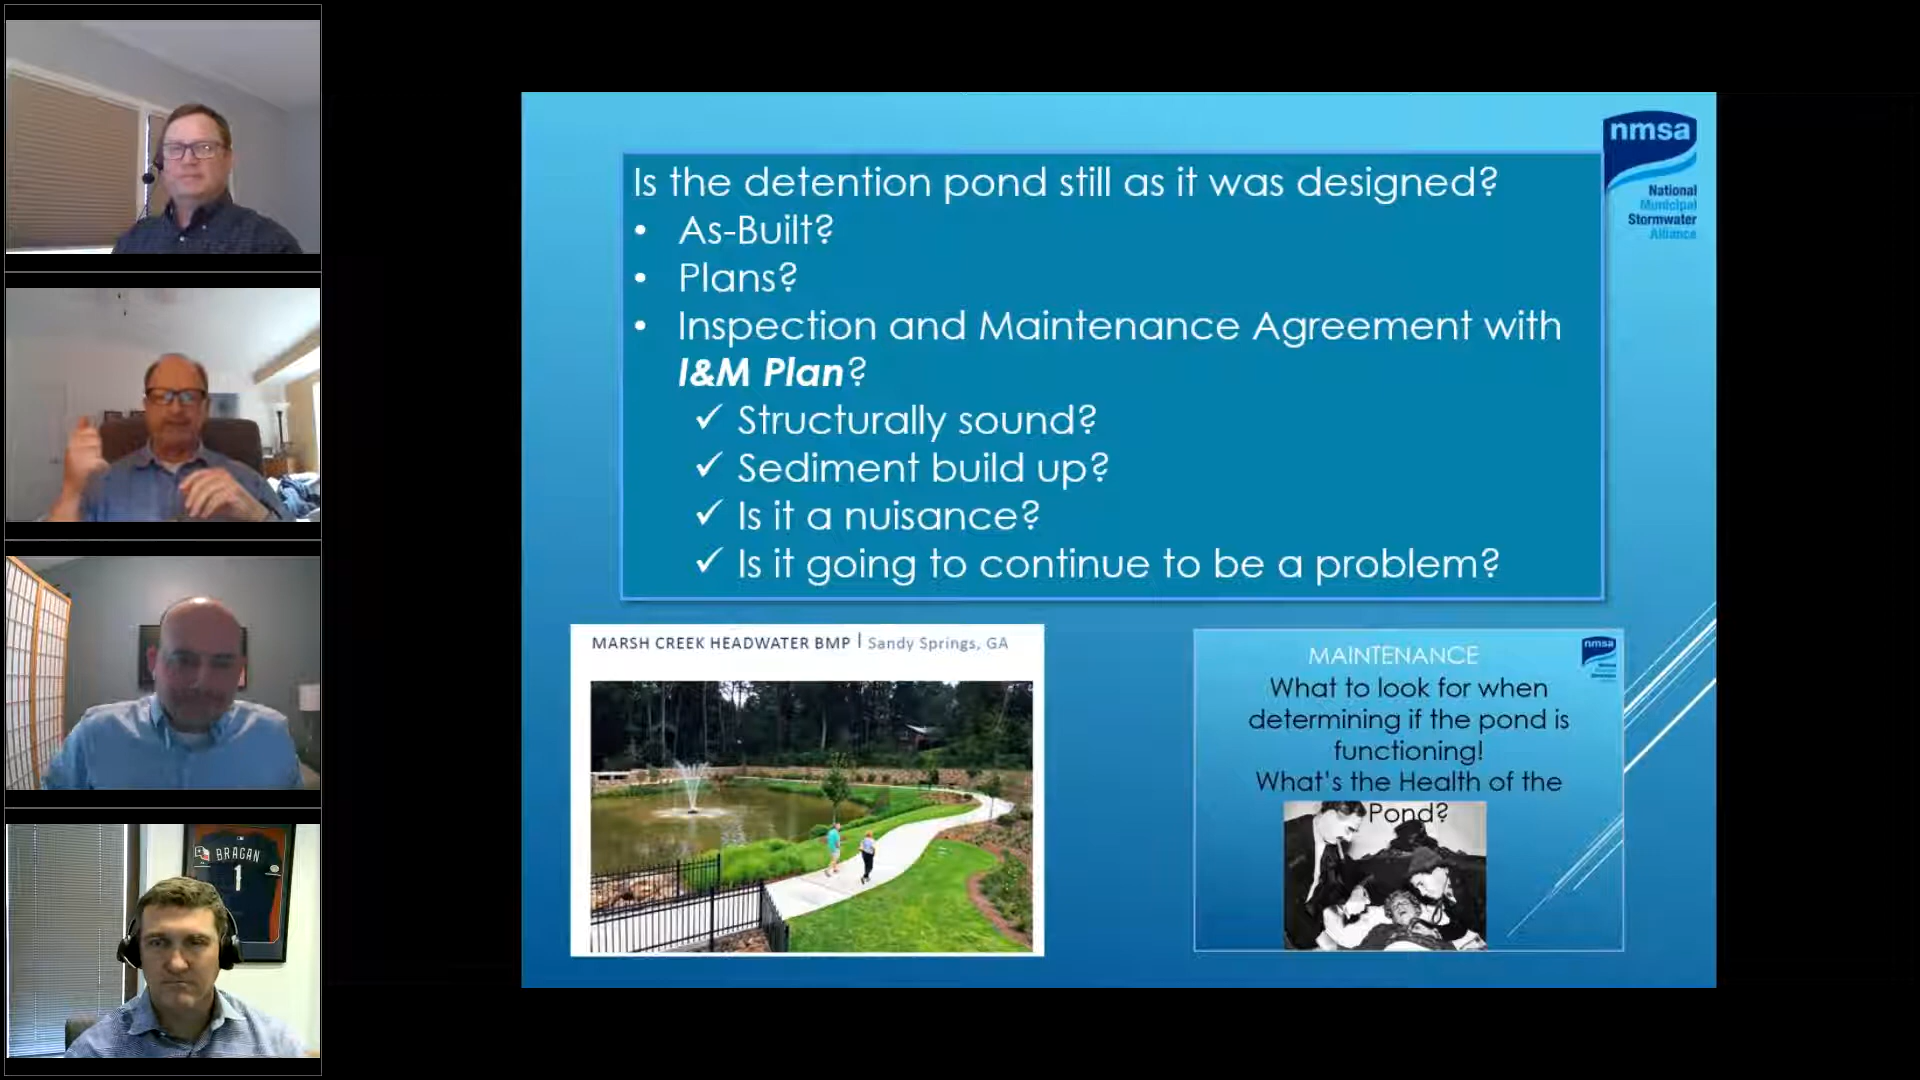 BRAGAN
1
nmsa
National
Municipal
Stormwater
Alliance
Is the detention pond still as it was designed?
• As-Built?
• Plans?
• Inspection and Maintenance Agreement with
I&M Plan?
✓ Structurally sound?
✓ Sediment build up?
✓ Is it a nuisance?
✓ Is it going to continue to be a problem?
MARSH CREEK HEADWATER BMP | Sandy Springs, GA
nmsa
MAINTENANCE
What to look for when
determining if the pond is
functioning!
What's the Health of the
Pond?